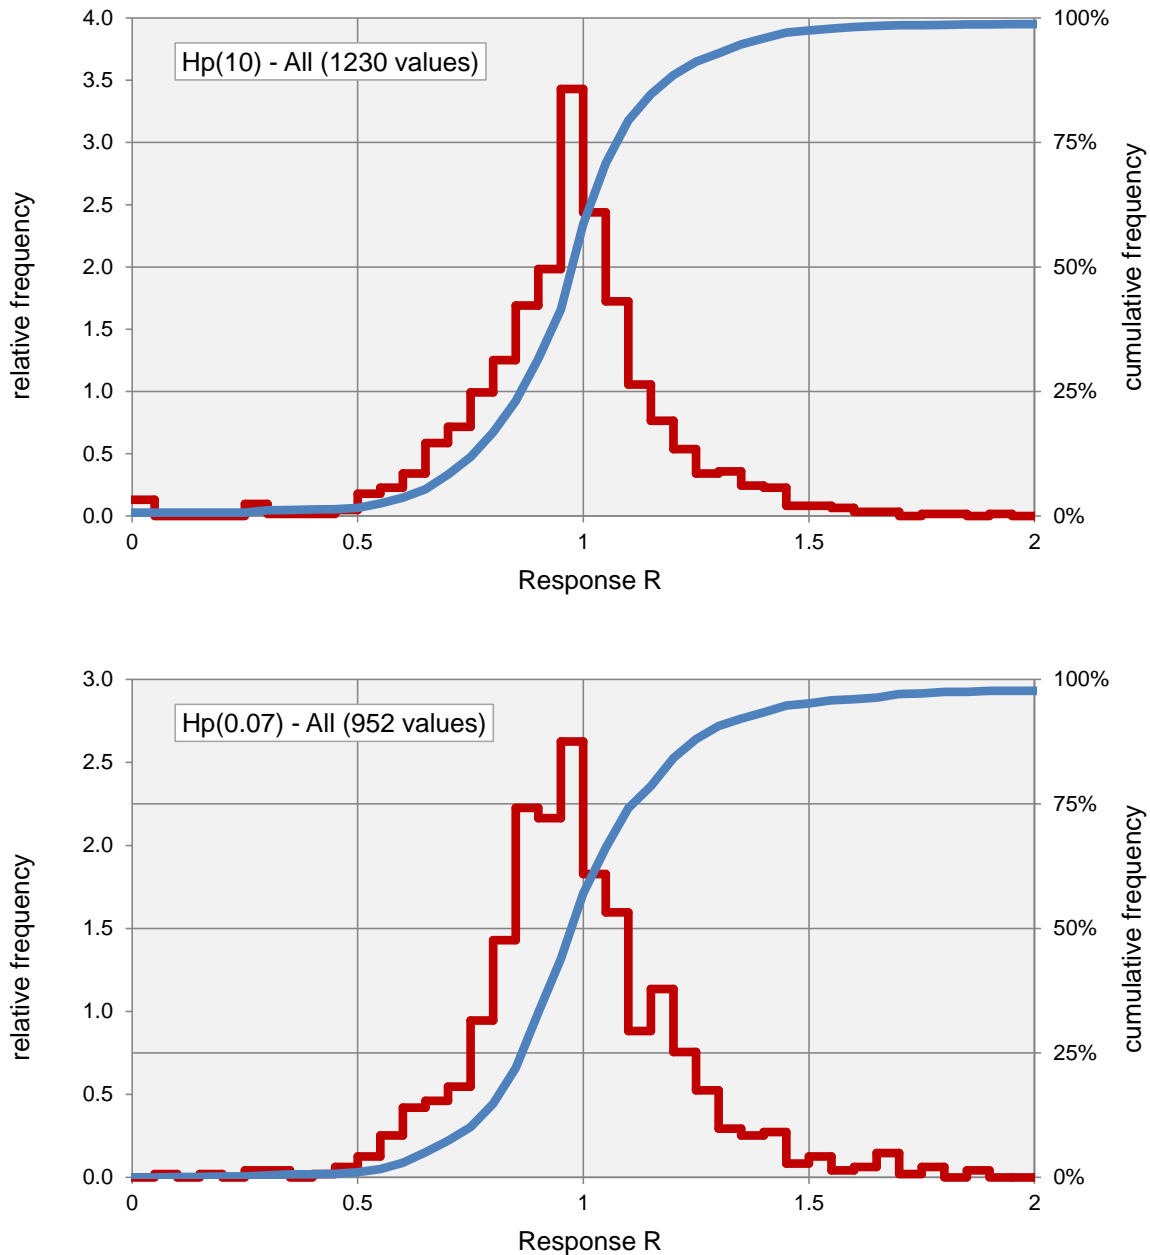 Hp(10) - All (1230 values)
relative frequency
4.0
3.5
3.0
2.5
2.0
1.5
1.0
0.5
0.0
100%
75%
50%
25%
0%
cumulative frequency
0 0.5 1 1.5 2
Response R
Hp(0.07) - All (952 values)
relative frequency
3.0
2.5
2.0
1.5
1.0
0.5
0.0
100%
75%
50%
25%
0%
cumulative frequency
0 0.5 1 1.5 2
Response R